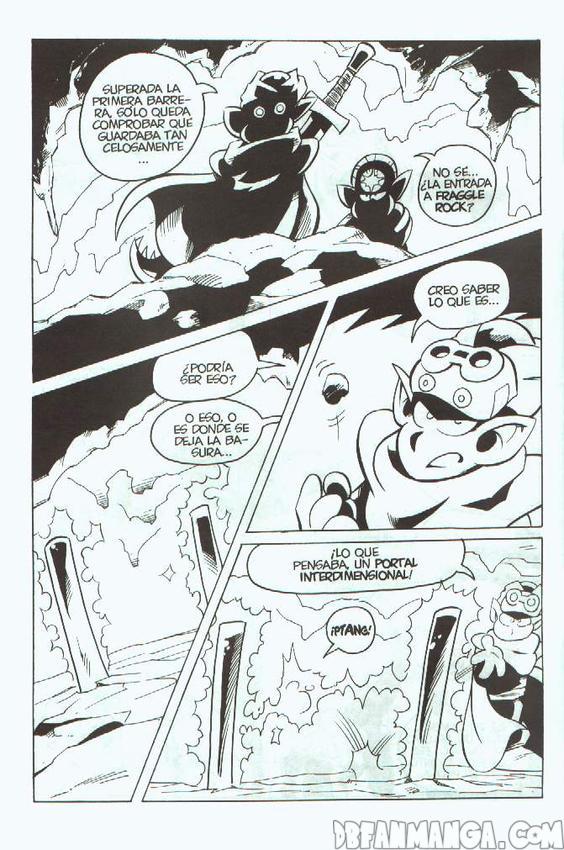 SUPERADA LA
PRIMERA BARRE-
RA, SÓLO QUEDA
COMPROBAR QUE
GUARDABA TAN
CELOSAMENTE
...
NO SE...
¿LA ENTRADA
A FRAGGLE
ROCK?
CREO SABER
LO QUE ES...
¿PODRÍA
SER ESO?
O ESO, O
ES DONDE SE
DEJA LA BA-
SURA...
¡LO QUE
PENSABA, UN PORTAL
INTERDIMENSIONAL!
¡PTANG!
DBFANMANGA.COM